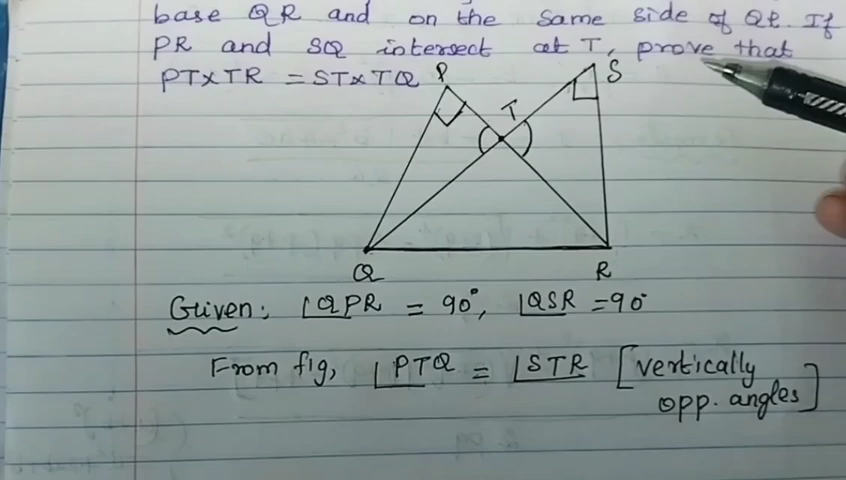 base QR and on the same side of QR. If
PR and SQ intersect at T, prove that
PT×TR = ST×TQ
P
S
T
Q
R
Given: ∠QPR = 90°, ∠QSR = 90°
From fig, ∠PTQ = ∠STR [vertically
opp. angles]